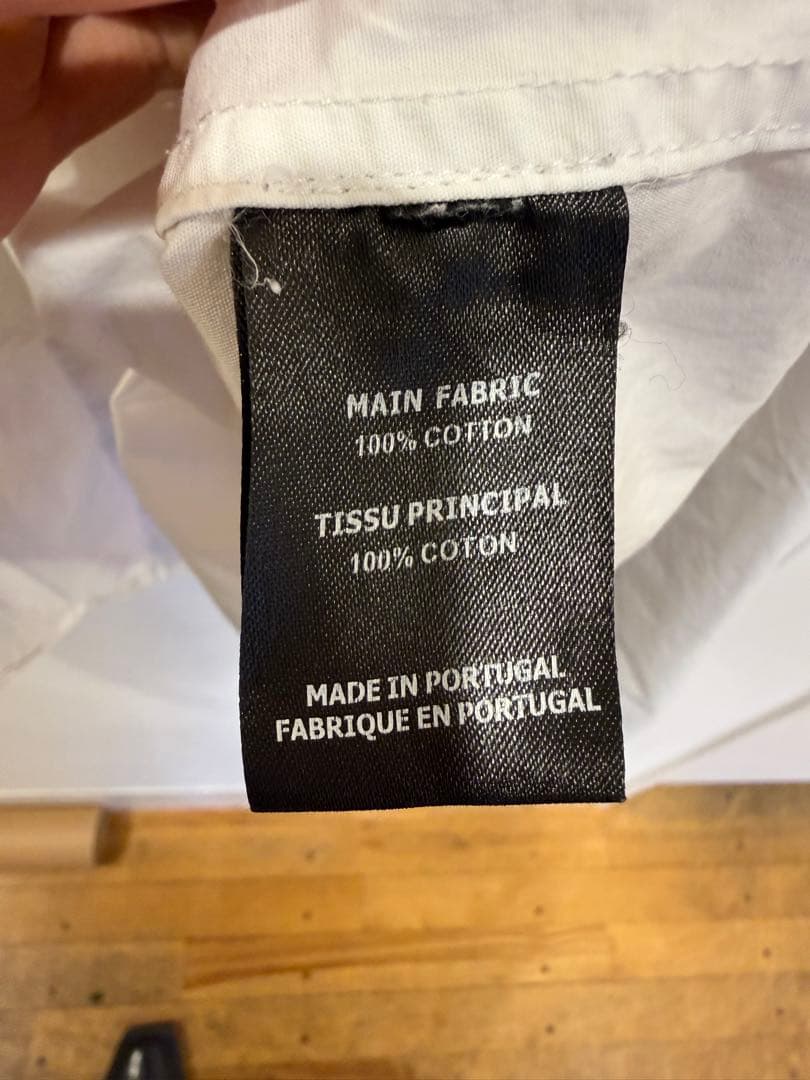 MAIN FABRIC
100% COTTON
TISSU PRINCIPAL
100% COTON
MADE IN PORTUGAL
FABRIQUE EN PORTUGAL